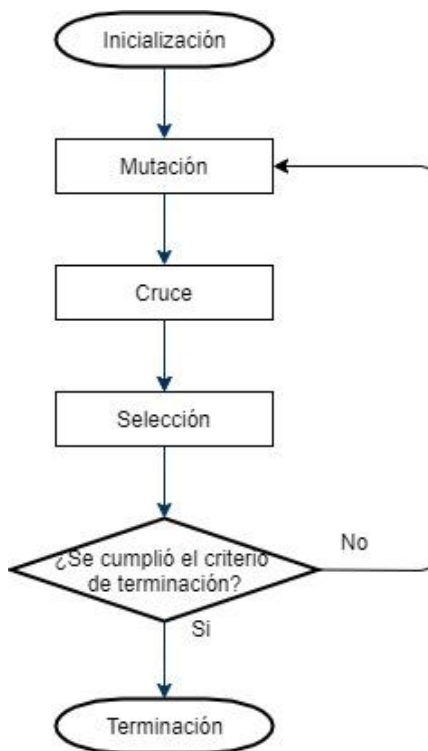 Inicialización
Mutación
Cruce
Selección
¿Se cumplió el criterio
de terminación?
No
Si
Terminación